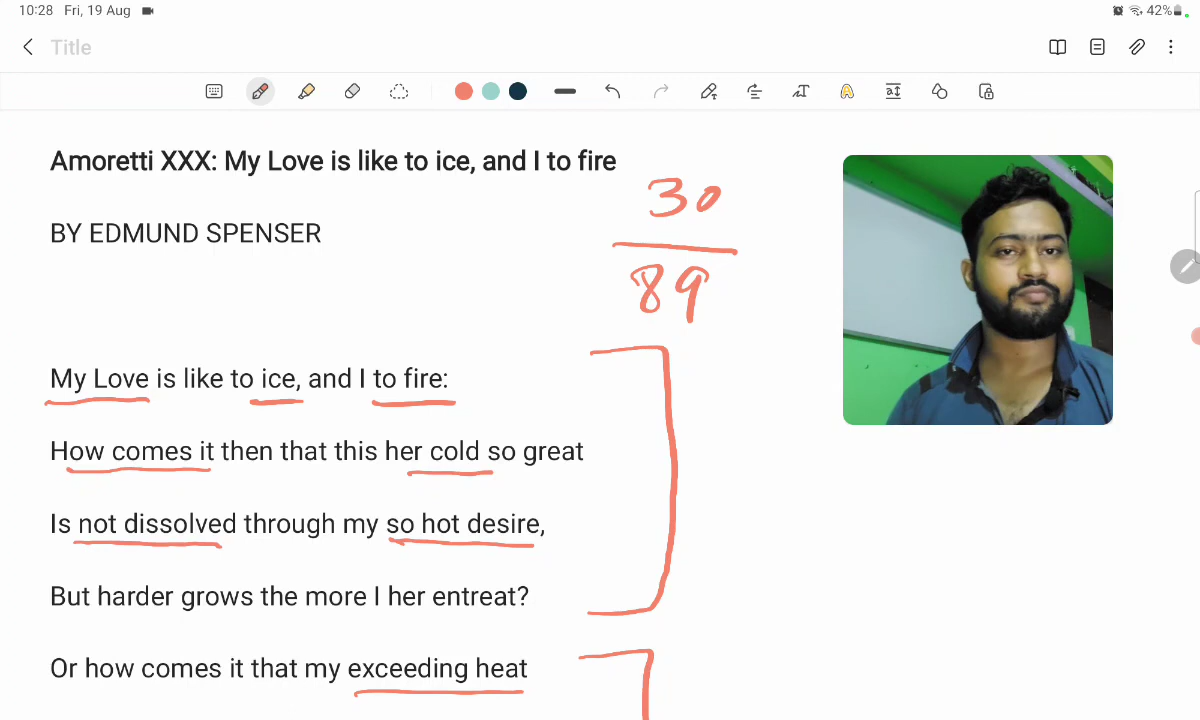 10:28 Fri, 19 Aug 42%
Title
Amoretti XXX: My Love is like to ice, and I to fire
30
BY EDMUND SPENSER
89
My Love is like to ice, and I to fire:
How comes it then that this her cold so great
Is not dissolved through my so hot desire,
But harder grows the more I her entreat?
Or how comes it that my exceeding heat